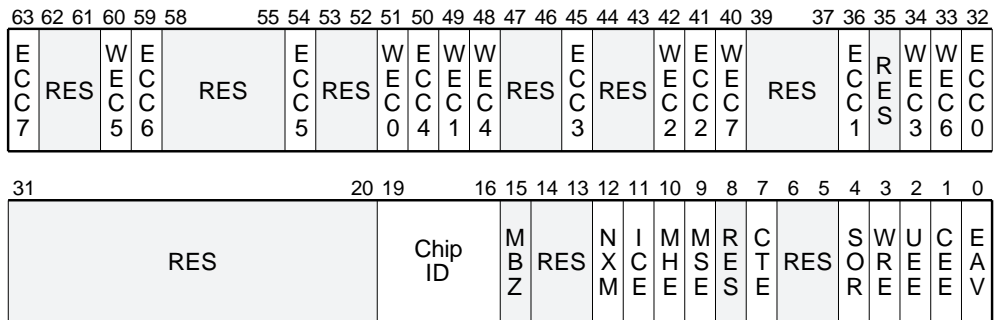 63 62 61 60 59 58 55 54 53 52 51 50 49 48 47 46 45 44 43 42 41 40 39 37 36 35 34 33 32
ECC7 RES WEC5 ECC6 RES ECC5 RES WEC0 ECC4 WEC1 WEC4 RES ECC3 RES WEC2 ECC2 WEC7 RES ECC1 RES WEC3 WEC6 ECC0
31 20 19 16 15 14 13 12 11 10 9 8 7 6 5 4 3 2 1 0
RES Chip ID MBZ RES NXM ICE MHE MSE RES CTE RES SOR WRE UEE CEE EAV